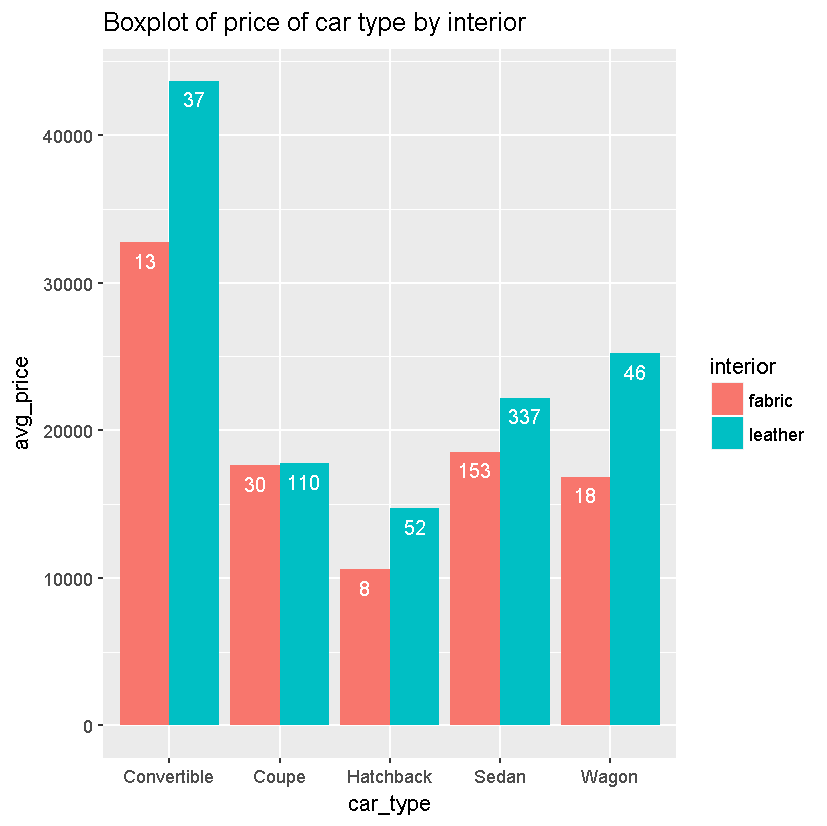 Boxplot of price of car type by interior
40000
30000
20000
10000
0
avg_price
37
13
30
110
8
52
153
337
18
46
Convertible Coupe Hatchback Sedan Wagon
car_type
interior
fabric
leather